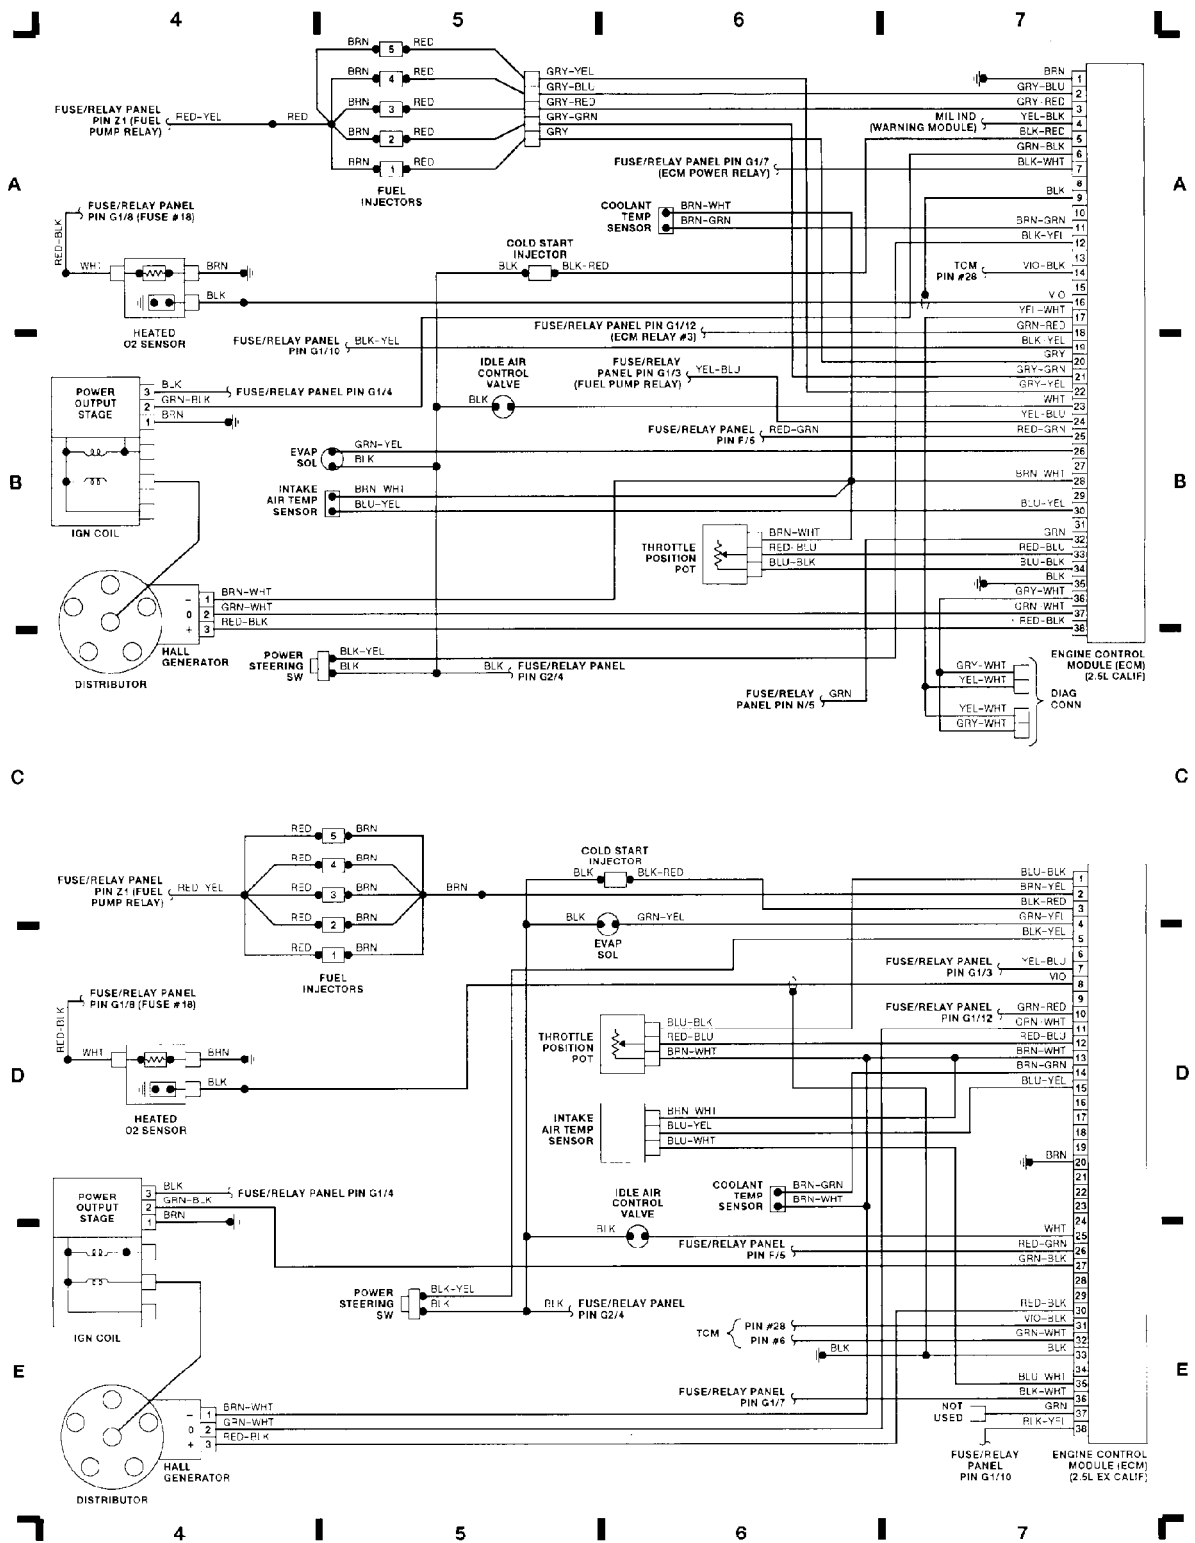 4 5 6 7
BRN 5 RED
BRN 4 RED
BRN 3 RED
BRN 2 RED
BRN 1 RED
FUEL
INJECTORS
FUSE/RELAY PANEL
PIN Z1 (FUEL
PUMP RELAY)
RED-YEL
RED
GRY-YEL
GRY-BLU
GRY-RED
GRY-GRN
GRY
A
A
FUSE/RELAY PANEL
PIN G1/8 (FUSE #18)
RED-BLK
WHT
BRN
BLK
HEATED
O2 SENSOR
COLD START
INJECTOR
BLK
BLK-RED
FUSE/RELAY PANEL PIN G1/7
(ECM POWER RELAY)
COOLANT
TEMP
SENSOR
BRN-WHT
BRN-GRN
MIL IND
(WARNING MODULE)
TCM
PIN #28
FUSE/RELAY PANEL PIN G1/12
(ECM RELAY #3)
FUSE/RELAY PANEL
PIN G1/10
BLK-YEL
IDLE AIR
CONTROL
VALVE
BLK
FUSE/RELAY
PANEL PIN G1/3
(FUEL PUMP RELAY)
YEL-BLU
FUSE/RELAY PANEL
PIN F/5
RED-GRN
BRN 1
GRY-BLU 2
GRY-RED 3
YEL-BLK 4
BLK-RED 5
GRN-BLK 6
BLK-WHT 7
8
BLK 9
10
BRN-GRN 11
BLK-YEL 12
13
VIO-BLK 14
15
VIO 16
YEL-WHT 17
GRN-RED 18
BLK-YEL 19
GRY 20
GRY-GRN 21
GRY-YEL 22
WHT 23
YEL-BLU 24
RED-GRN 25
26
27
BRN WHT 28
29
BLU-YEL 30
31
GRN 32
RED-BLU 33
BLU-BLK 34
BLK 35
GRY-WHT 36
GRN WHT 37
RED-BLK 38
ENGINE CONTROL
MODULE (ECM)
(2.5L CALIF)
POWER
OUTPUT
STAGE
3 BLK
FUSE/RELAY PANEL PIN G1/4
2 GRN-BLK
1 BRN
IGN COIL
B
B
EVAP
SOL
GRN-YEL
BLK
INTAKE
AIR TEMP
SENSOR
BRN WHT
BLU-YEL
THROTTLE
POSITION
POT
BRN-WHT
RED-BLU
BLU-BLK
– 1 BRN-WHT
0 2 GRN-WHT
+ 3 RED-BLK
HALL
GENERATOR
DISTRIBUTOR
POWER
STEERING
SW
BLK-YEL
BLK
BLK
FUSE/RELAY PANEL
PIN G2/4
FUSE/RELAY
PANEL PIN N/5
GRN
GRY-WHT
YEL-WHT
YEL-WHT
GRY-WHT
DIAG
CONN
C
C
RED 5 BRN
RED 4 BRN
RED 3 BRN
RED 2 BRN
RED 1 BRN
FUEL
INJECTORS
FUSE/RELAY PANEL
PIN Z1 (FUEL
PUMP RELAY)
RED YEL
BRN
COLD START
INJECTOR
BLK
BLK-RED
BLK
GRN-YEL
EVAP
SOL
FUSE/RELAY PANEL
PIN G1/3
FUSE/RELAY PANEL
PIN G1/12
FUSE/RELAY PANEL
PIN G1/8 (FUSE #18)
RED-BLK
WHT
BRN
BLK
HEATED
O2 SENSOR
D
D
THROTTLE
POSITION
POT
BLU-BLK
RED-BLU
BRN-WHT
INTAKE
AIR TEMP
SENSOR
BRN WHT
BLU-YEL
BLU-WHT
COOLANT
TEMP
SENSOR
BRN-GRN
BRN-WHT
BLU-BLK 1
BRN-YEL 2
BLK-RED 3
GRN-YEL 4
BLK-YEL 5
6
YEL-BLU 7
VIO 8
9
GRN-RED 10
GRN-WHT 11
RED-BLU 12
BRN-WHT 13
BRN-GRN 14
BLU-YEL 15
16
17
18
19
BRN 20
21
22
23
24
WHT 25
RED-GRN 26
GRN-BLK 27
28
29
RED-BLK 30
VIO-BLK 31
GRN-WHT 32
BLK 33
34
BLU WHT 35
BLK-WHT 36
GRN 37
BLK-YEL 38
ENGINE CONTROL
MODULE (ECM)
(2.5L EX CALIF)
POWER
OUTPUT
STAGE
3 BLK
FUSE/RELAY PANEL PIN G1/4
2 GRN-BLK
1 BRN
IGN COIL
IDLE AIR
CONTROL
VALVE
BLK
FUSE/RELAY PANEL
PIN F/5
POWER
STEERING
SW
BLK-YEL
BLK
BLK
FUSE/RELAY PANEL
PIN G2/4
TCM
PIN #28
PIN #6
BLK
E
E
FUSE/RELAY PANEL
PIN G1/7
NOT
USED
FUSE/RELAY
PANEL
PIN G1/10
– 1 BRN-WHT
0 2 GRN-WHT
+ 3 RED-BLK
HALL
GENERATOR
DISTRIBUTOR
4 5 6 7